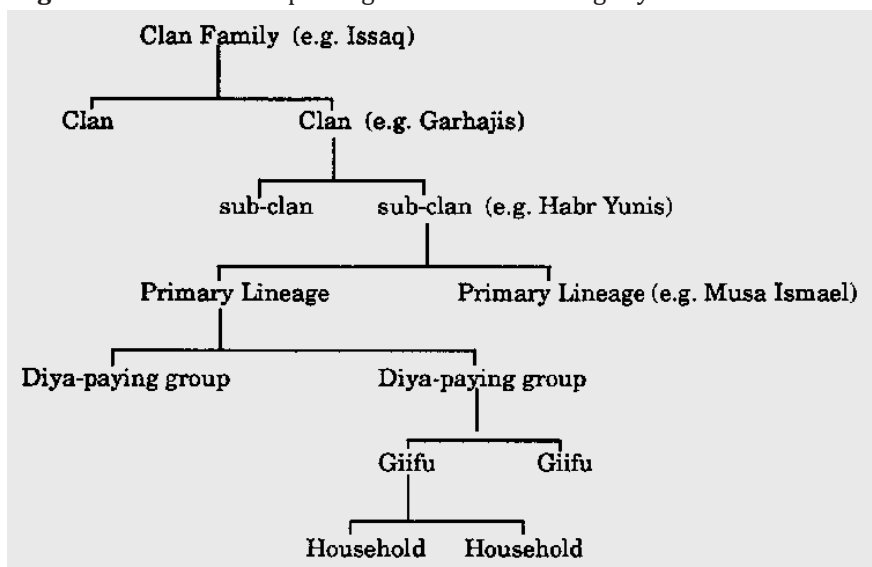 Clan Family (e.g. Issaq)
Clan Clan (e.g. Garhajis)
sub-clan sub-clan (e.g. Habr Yunis)
Primary Lineage Primary Lineage (e.g. Musa Ismael)
Diya-paying group Diya-paying group
Giifu Giifu
Household Household